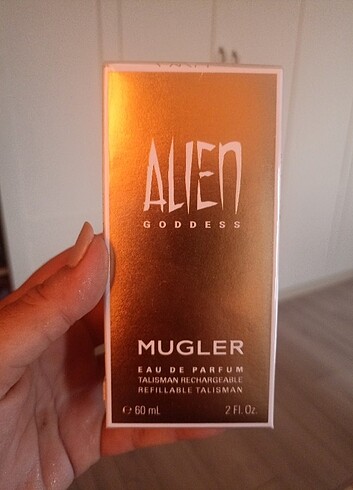 ALIEN
GODDESS
MUGLER
EAU DE PARFUM
TALISMAN RECHARGEABLE
REFILLABLE TALISMAN
℮ 60 mL 2 Fl. Oz.